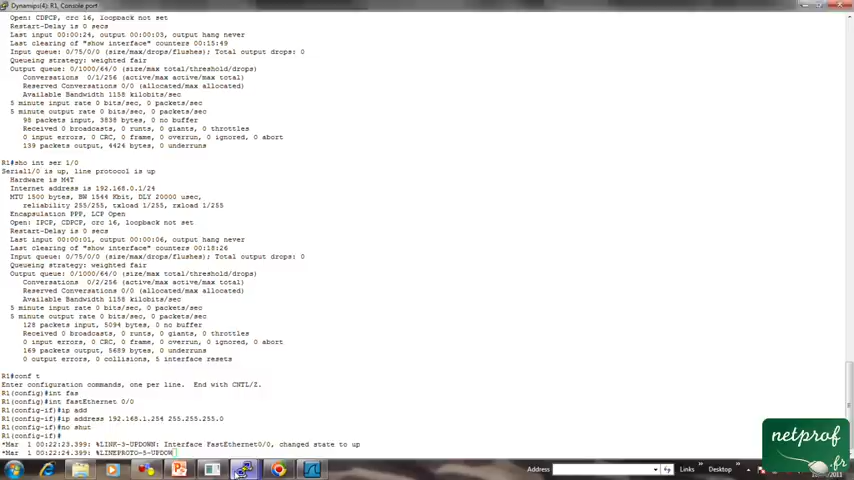 Dynamips(4): R1, Console port
Open: CDPCP, crc 16, loopback not set
Restart-Delay is 0 secs
Last input 00:00:24, output 00:00:03, output hang never
Last clearing of "show interface" counters 00:15:49
Input queue: 0/75/0/0 (size/max/drops/flushes); Total output drops: 0
Queueing strategy: weighted fair
Output queue: 0/1000/64/0 (size/max total/threshold/drops)
Conversations  0/1/256 (active/max active/max total)
Reserved Conversations 0/0 (allocated/max allocated)
Available Bandwidth 1158 kilobits/sec
5 minute input rate 0 bits/sec, 0 packets/sec
5 minute output rate 0 bits/sec, 0 packets/sec
98 packets input, 3838 bytes, 0 no buffer
Received 0 broadcasts, 0 runts, 0 giants, 0 throttles
0 input errors, 0 CRC, 0 frame, 0 overrun, 0 ignored, 0 abort
139 packets output, 4424 bytes, 0 underruns
R1#sho int ser 1/0
Serial1/0 is up, line protocol is up
Hardware is M4T
Internet address is 192.168.0.1/24
MTU 1500 bytes, BW 1544 Kbit, DLY 20000 usec,
reliability 255/255, txload 1/255, rxload 1/255
Encapsulation PPP, LCP Open
Open: IPCP, CDPCP, crc 16, loopback not set
Restart-Delay is 0 secs
Last input 00:00:01, output 00:00:06, output hang never
Last clearing of "show interface" counters 00:18:26
Input queue: 0/75/0/0 (size/max/drops/flushes); Total output drops: 0
Queueing strategy: weighted fair
Output queue: 0/1000/64/0 (size/max total/threshold/drops)
Conversations  0/2/256 (active/max active/max total)
Reserved Conversations 0/0 (allocated/max allocated)
Available Bandwidth 1158 kilobits/sec
5 minute input rate 0 bits/sec, 0 packets/sec
5 minute output rate 0 bits/sec, 0 packets/sec
128 packets input, 5094 bytes, 0 no buffer
Received 0 broadcasts, 0 runts, 0 giants, 0 throttles
0 input errors, 0 CRC, 0 frame, 0 overrun, 0 ignored, 0 abort
169 packets output, 5689 bytes, 0 underruns
0 output errors, 0 collisions, 5 interface resets
R1#conf t
Enter configuration commands, one per line.  End with CNTL/Z.
R1(config)#int fas
R1(config)#int fastEthernet 0/0
R1(config-if)#ip add
R1(config-if)#ip address 192.168.1.254 255.255.255.0
R1(config-if)#no shut
R1(config-if)#
*Mar  1 00:22:23.399: %LINK-3-UPDOWN: Interface FastEthernet0/0, changed state to up
*Mar  1 00:22:24.399: %LINEPROTO-5-UPDOW
netprof
.fr
Address
Links
Desktop